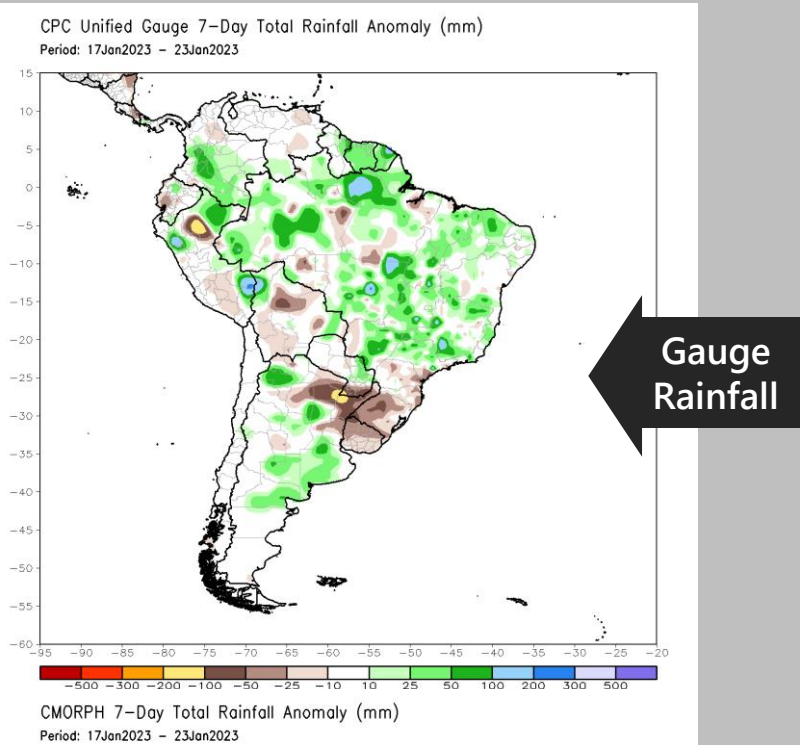 CPC Unified Gauge 7-Day Total Rainfall Anomaly (mm)
Period: 17Jan2023 - 23Jan2023
15
10
5
0
-5
-10
-15
-20
-25
-30
-35
-40
-45
-50
-55
-60
-95 -90 -85 -80 -75 -70 -65 -60 -55 -50 -45 -40 -35 -30 -25 -20
Gauge
Rainfall
-500 -300 -200 -100 -50 -25 -10 10 25 50 100 200 300 500
CMORPH 7-Day Total Rainfall Anomaly (mm)
Period: 17Jan2023 - 23Jan2023